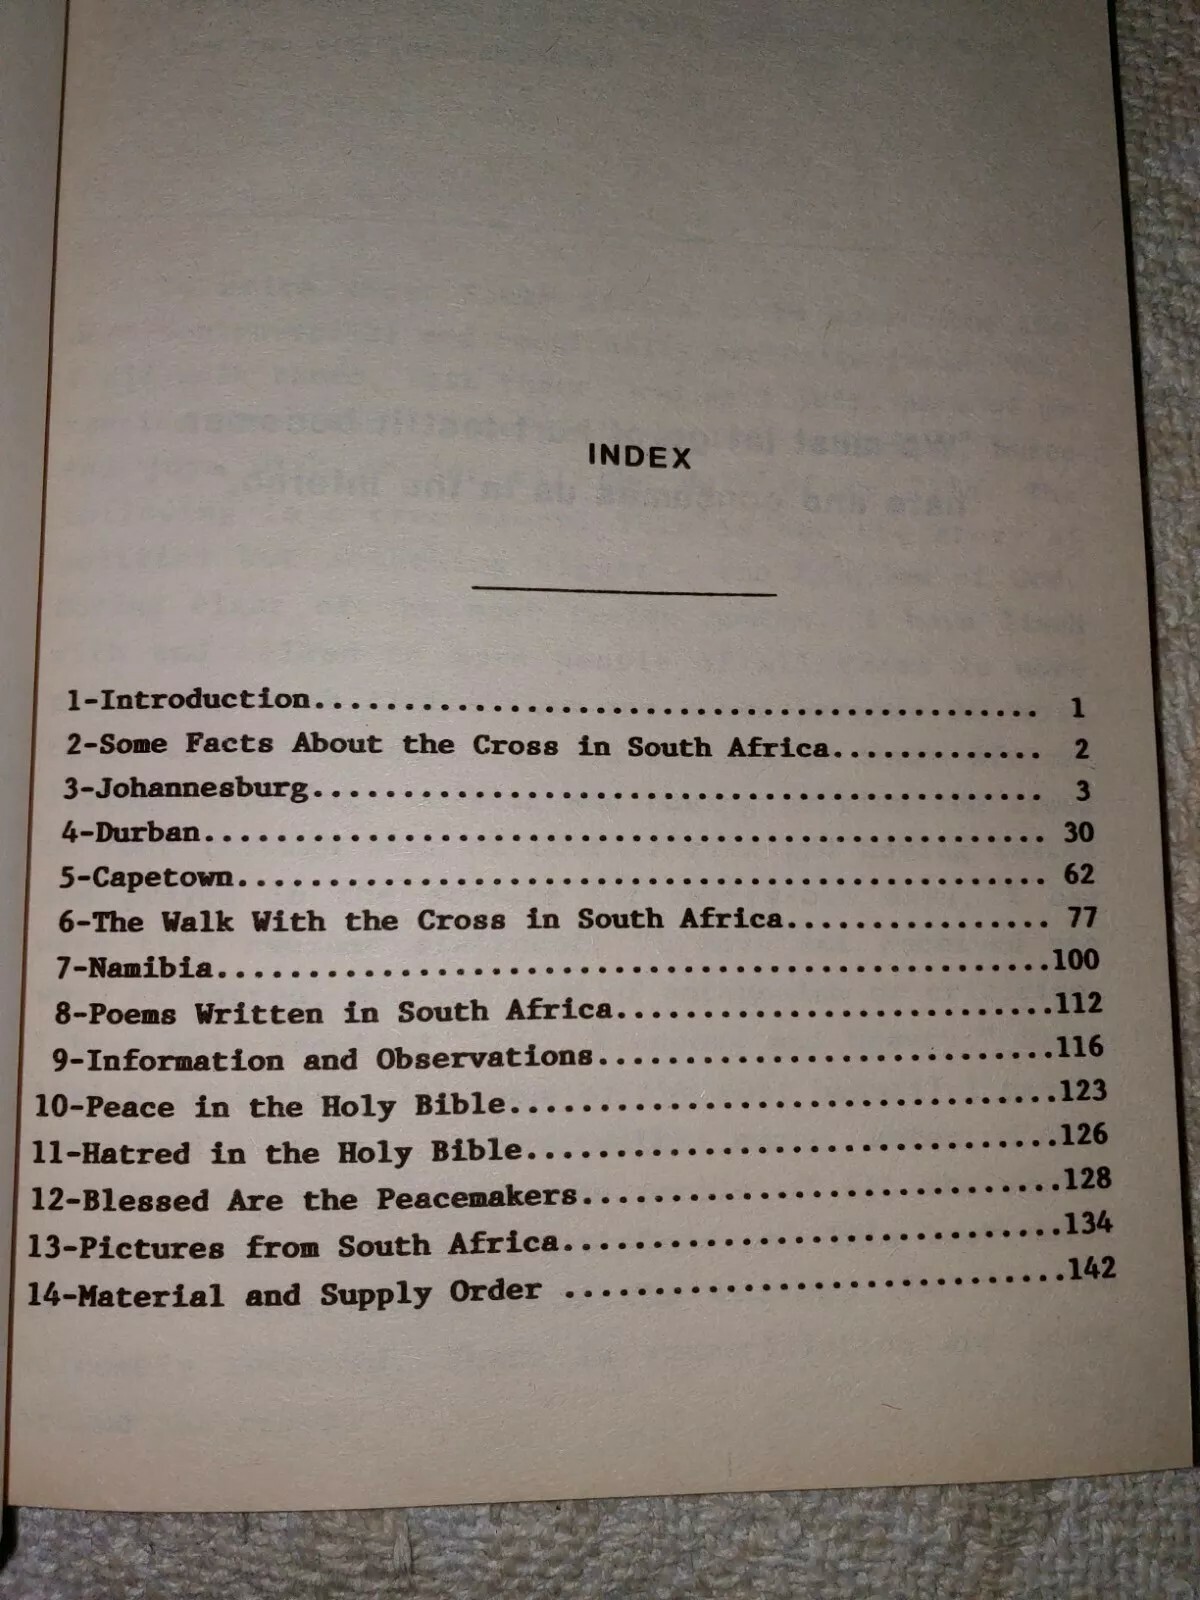 INDEX
1-Introduction.......................................... 1
2-Some Facts About the Cross in South Africa............. 2
3-Johannesburg.......................................... 3
4-Durban................................................ 30
5-Capetown.............................................. 62
6-The Walk With the Cross in South Africa................ 77
7-Namibia................................................100
8-Poems Written in South Africa..........................112
9-Information and Observations...........................116
10-Peace in the Holy Bible................................123
11-Hatred in the Holy Bible...............................126
12-Blessed Are the Peacemakers............................128
13-Pictures from South Africa.............................134
14-Material and Supply Order .............................142